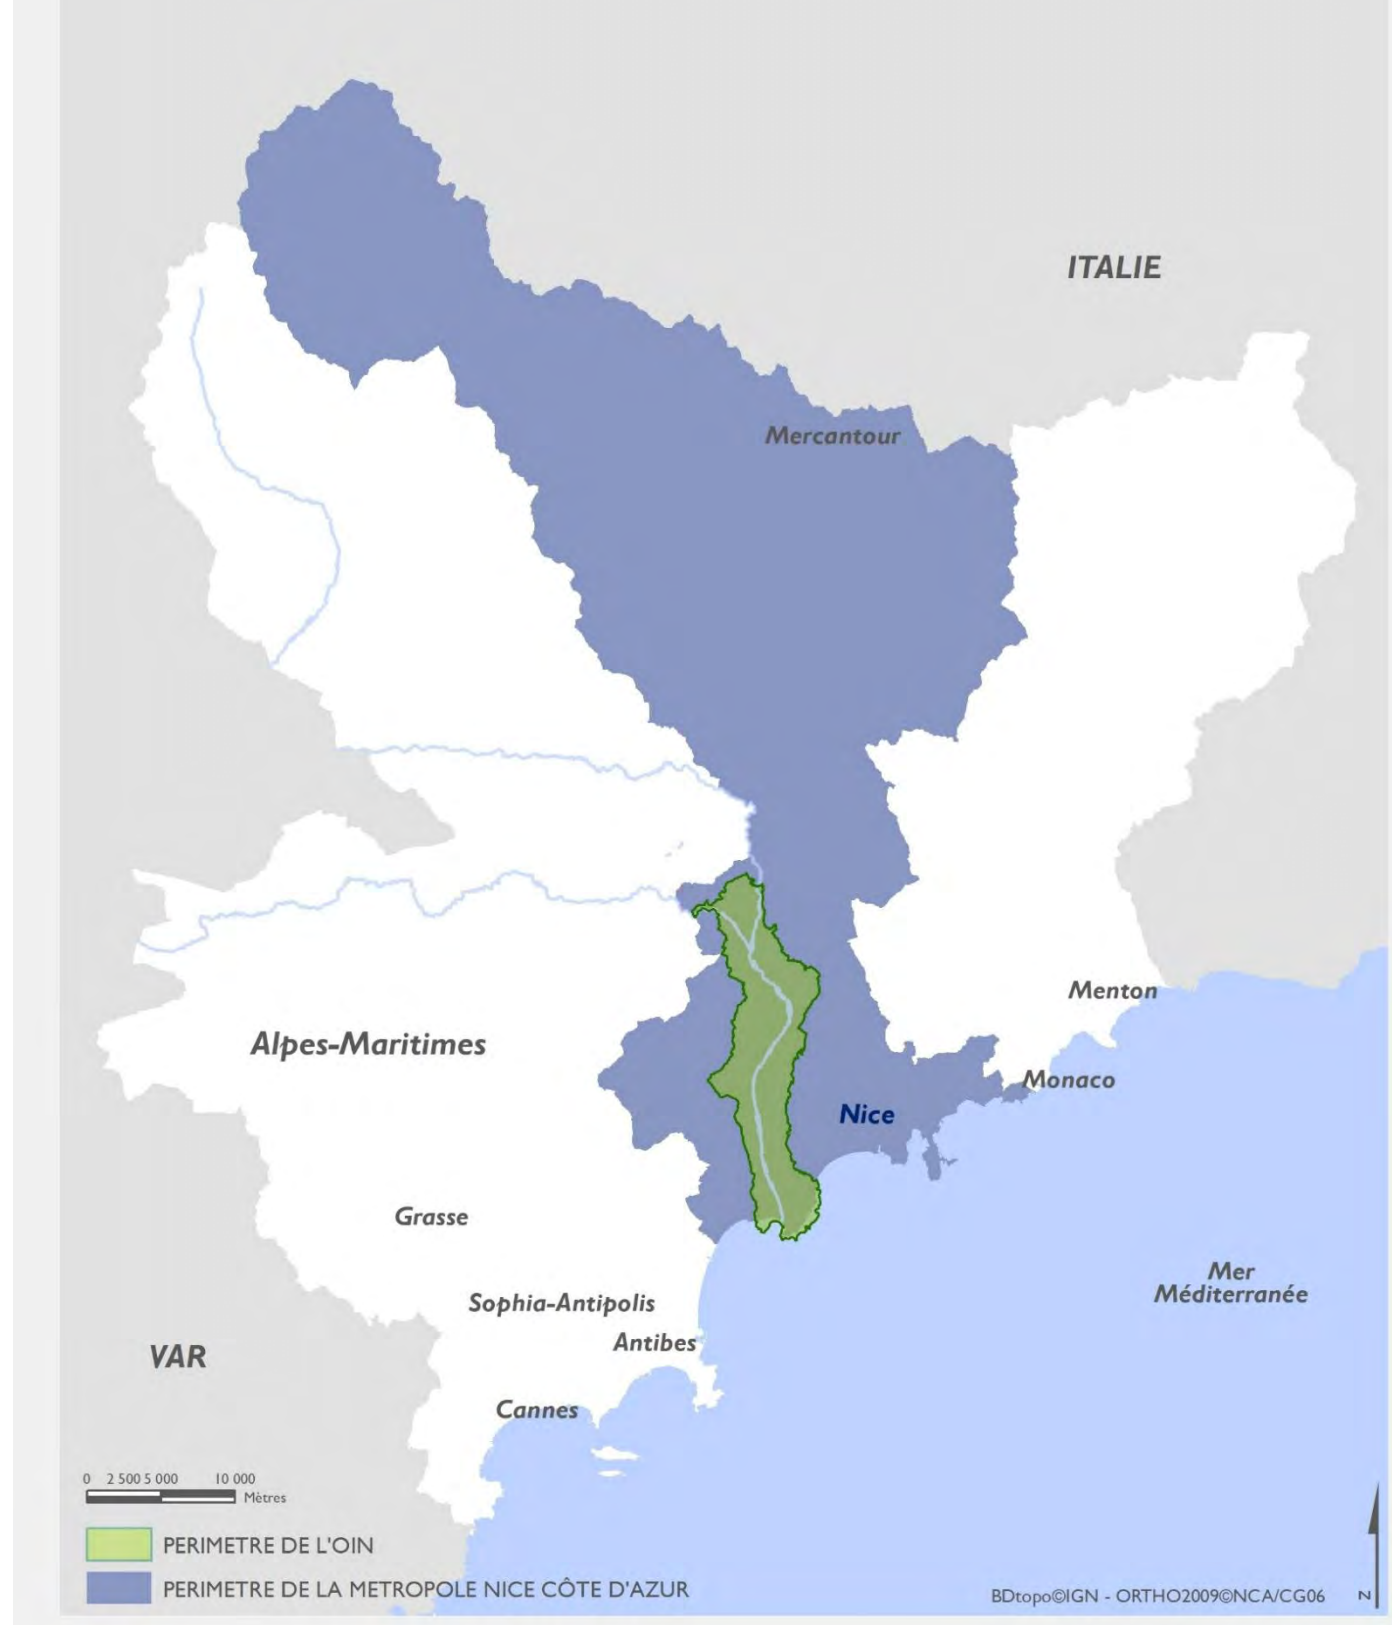 ITALIE
Mercantour
Menton
Alpes-Maritimes
Monaco
Nice
Grasse
Mer
Méditerranée
Sophia-Antipolis
Antibes
VAR
Cannes
0 2 500 5 000 10 000
Mètres
PERIMETRE DE L'OIN
PERIMETRE DE LA METROPOLE NICE CÔTE D'AZUR
BDtopo©IGN - ORTHO2009©NCA/CG06
N